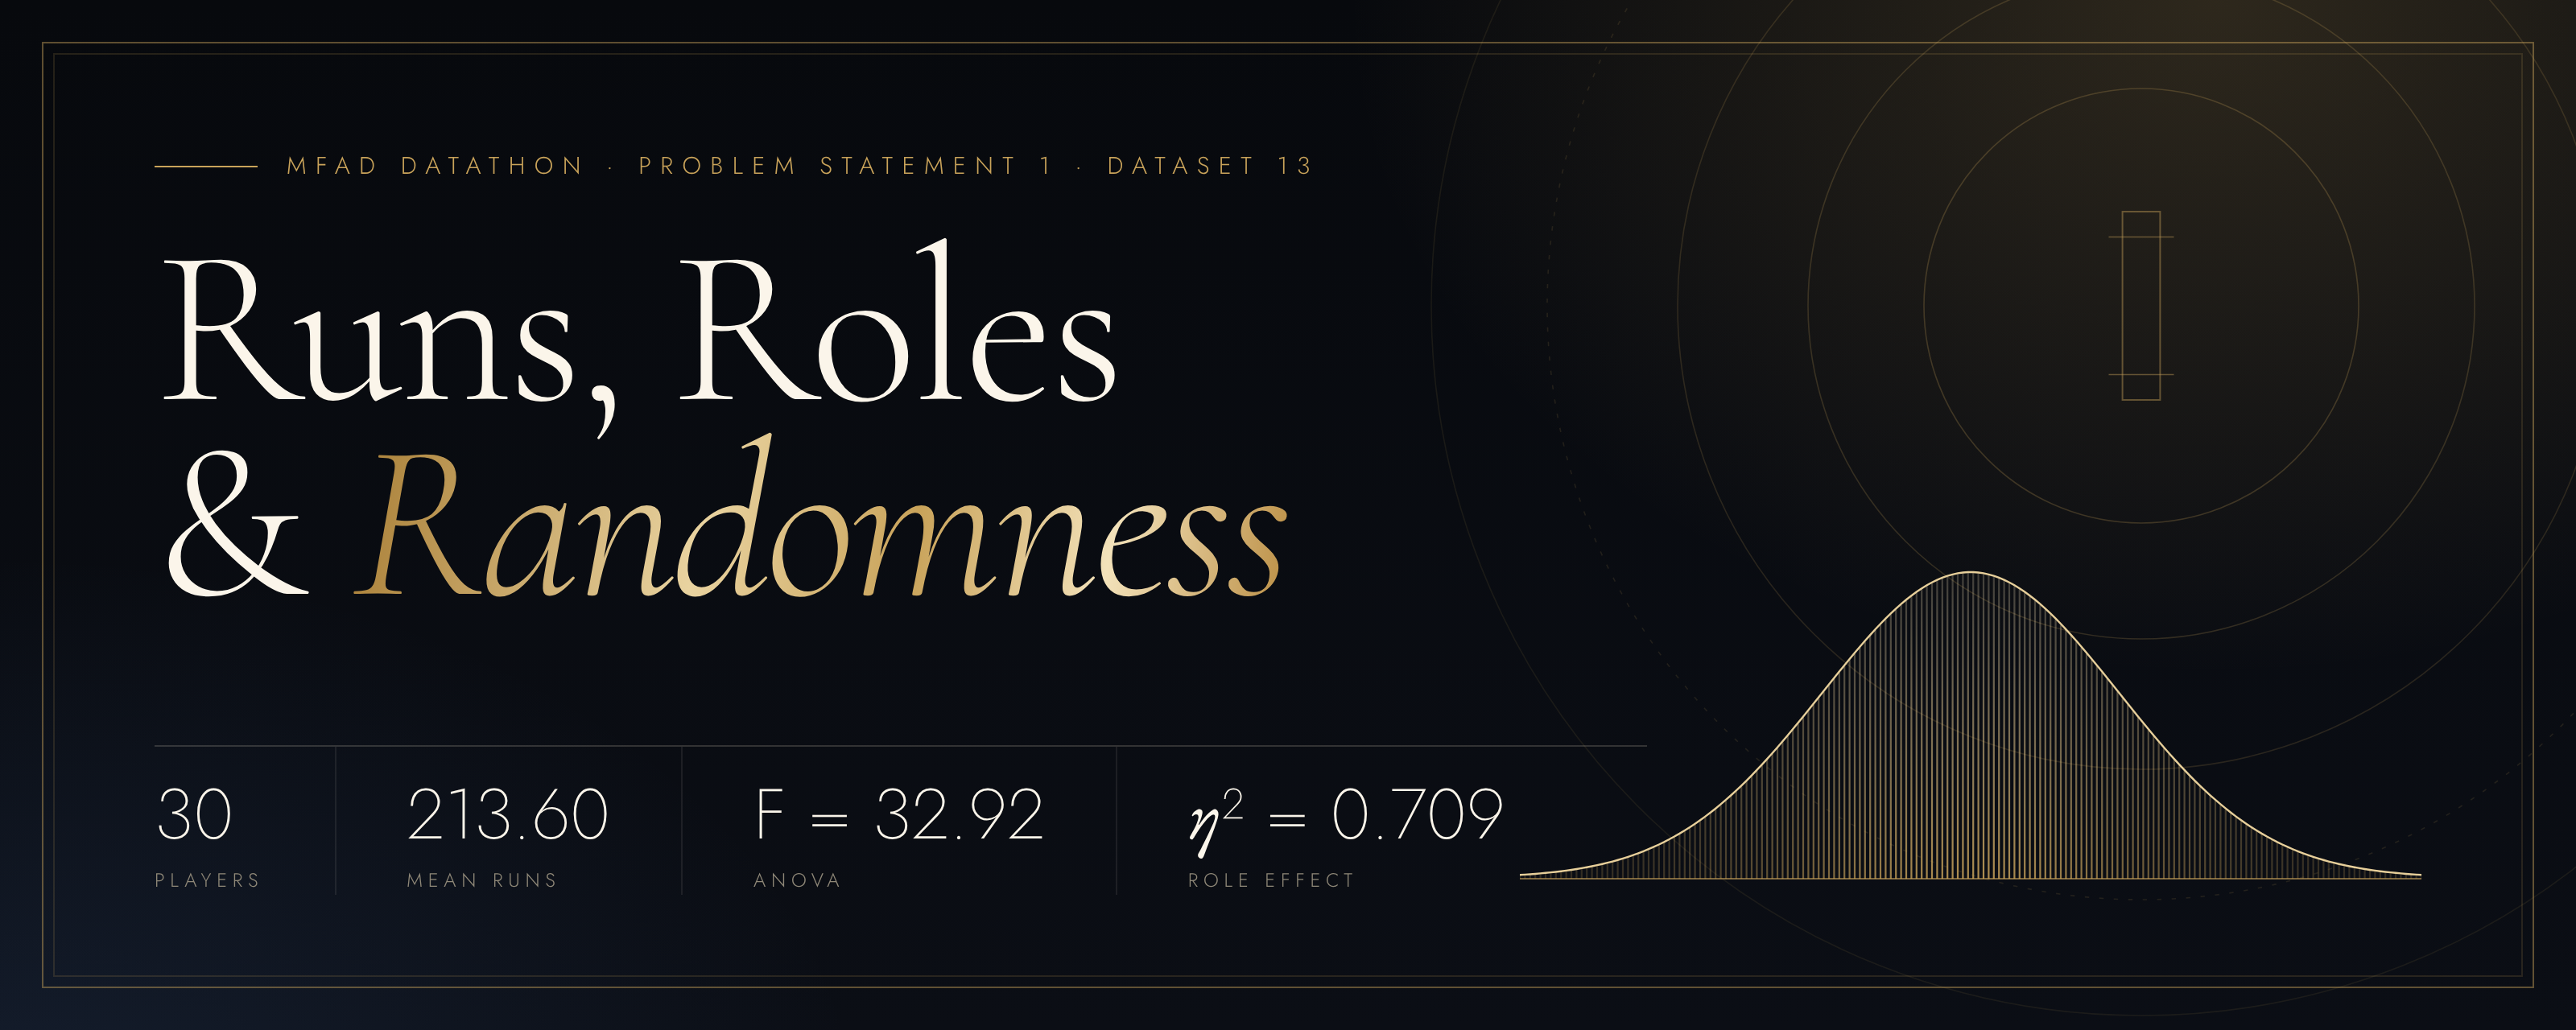 MFAD DATATHON · PROBLEM STATEMENT 1 · DATASET 13
Runs, Roles
& Randomness
30
PLAYERS
213.60
MEAN RUNS
F = 32.92
ANOVA
η² = 0.709
ROLE EFFECT